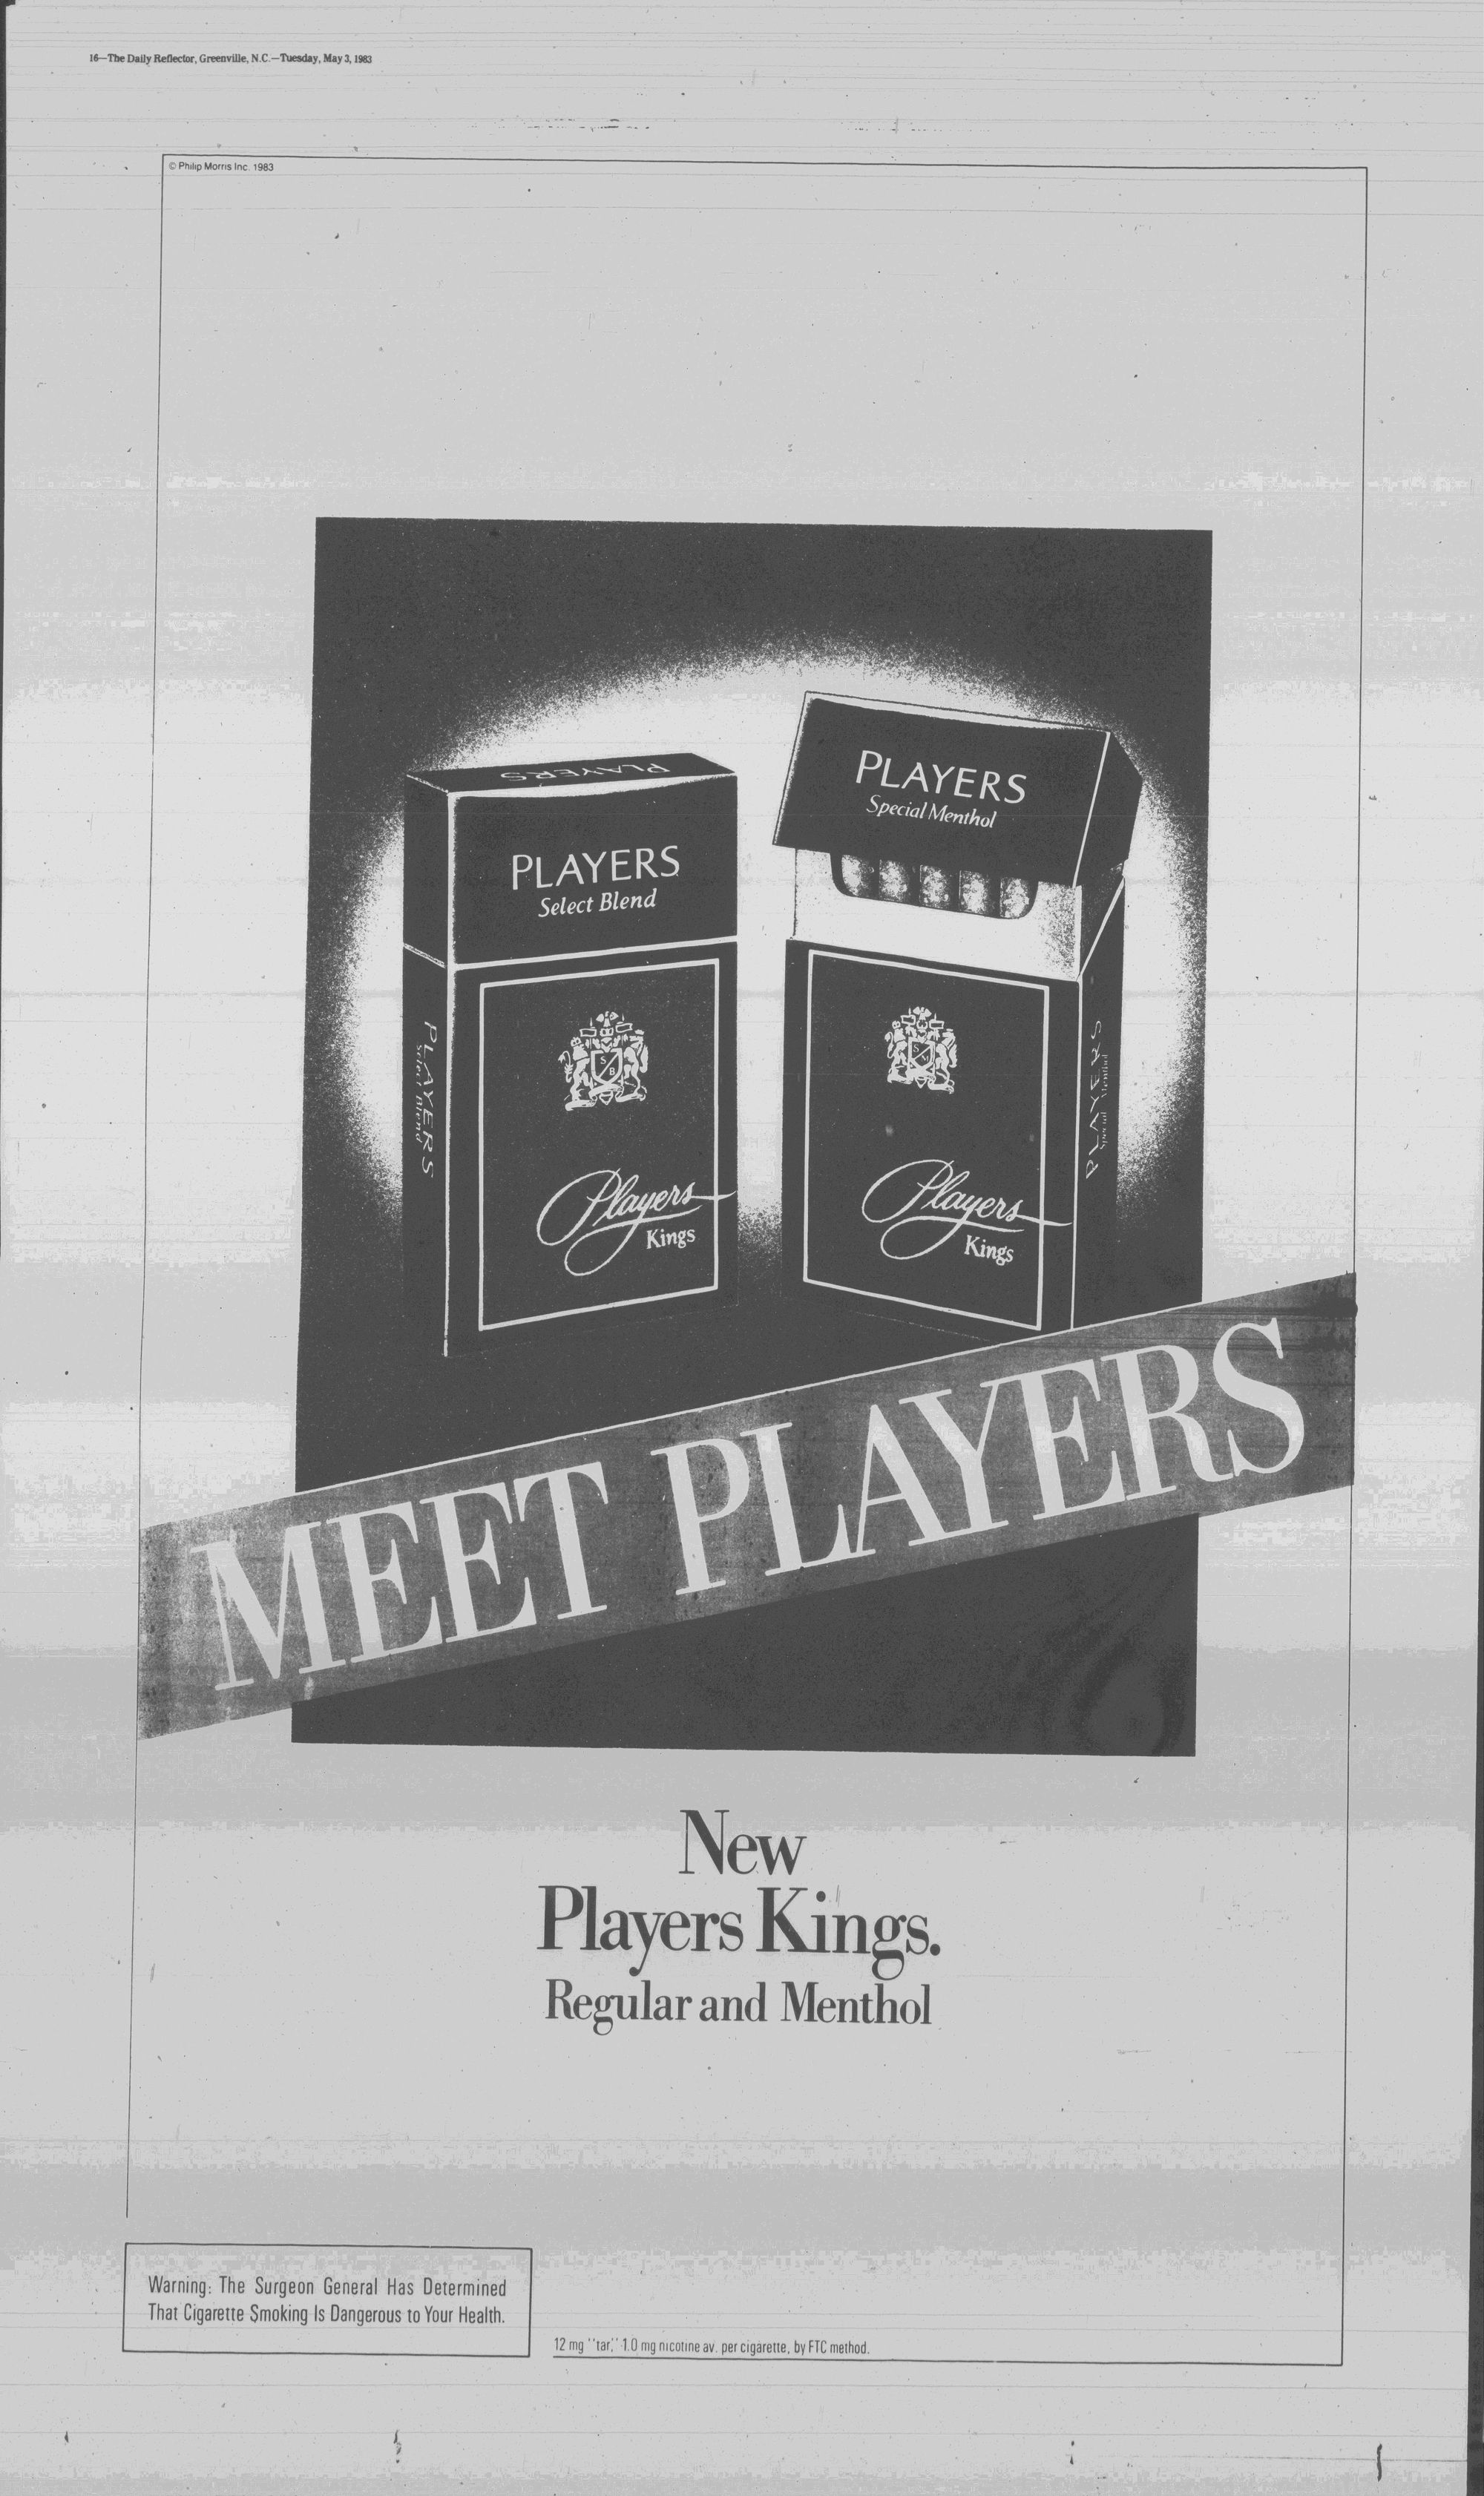 16—The Daily Reflector, Greenville, N.C.—Tuesday, May 3, 1983
© Philip Morris Inc. 1983
PLAYERS
PLAYERS
Select Blend
PLAYERS
Select Blend
S
B
Players
Kings
PLAYERS
Special Menthol
S
M
Players
Kings
PLAYERS
Special Menthol
MEET PLAYERS
New
Players Kings.
Regular and Menthol
Warning: The Surgeon General Has Determined
That Cigarette Smoking Is Dangerous to Your Health.
12 mg "tar," 1.0 mg nicotine av. per cigarette, by FTC method.